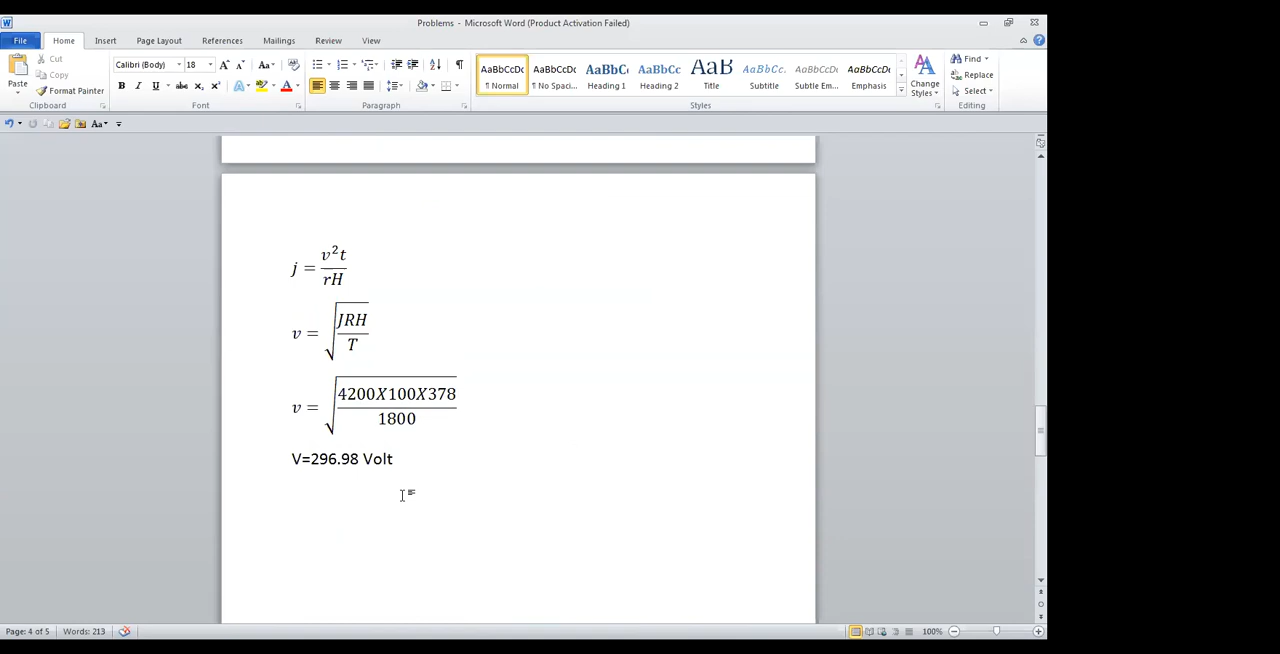 Problems - Microsoft Word (Product Activation Failed)
File Home Insert Page Layout References Mailings Review View
Paste
Cut
Copy
Format Painter
Clipboard
Calibri (Body) 18
Font
Paragraph
AaBbCcDc AaBbCcDc AaBbCc AaBbCc AaB AaBbCc. AaBbCcDc AaBbCcDc
¶ Normal ¶ No Spaci... Heading 1 Heading 2 Title Subtitle Subtle Em... Emphasis
Styles
Change Styles
Find
Replace
Select
Editing
j = v²t / rH
v = √(JRH / T)
v = √(4200X100X378 / 1800)
V=296.98 Volt
Page: 4 of 5 Words: 213 100%